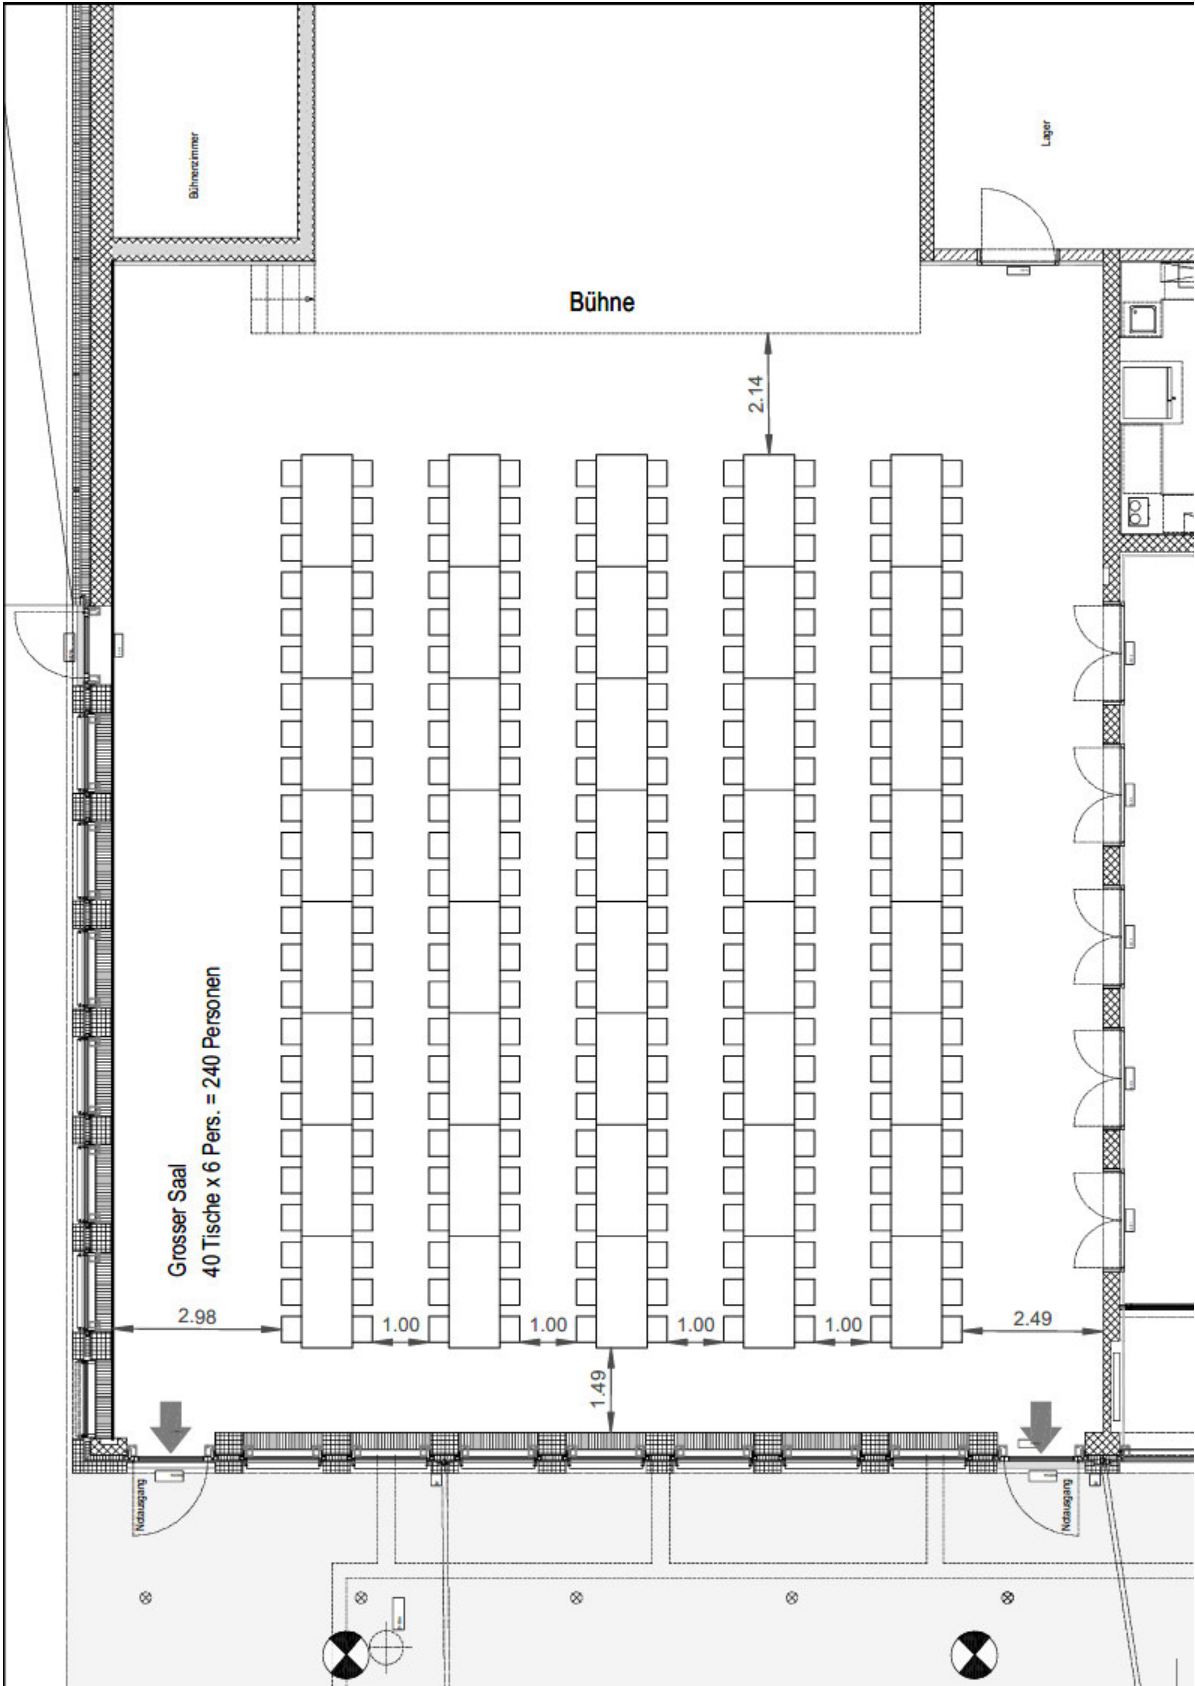 Bühnenzimmer
Lager
Bühne
2.14
Grosser Saal
40 Tische x 6 Pers. = 240 Personen
2.98
1.00
1.00
1.00
1.00
2.49
1.49
Notausgang
Notausgang